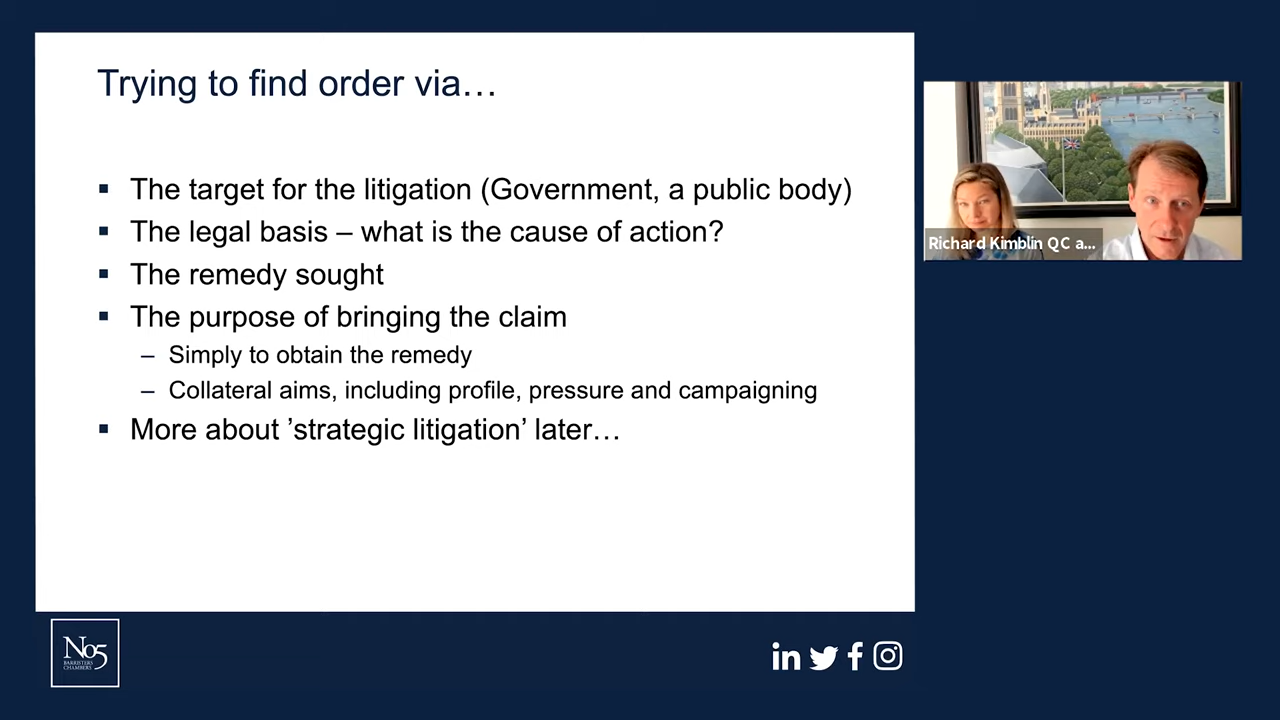 Trying to find order via…
▪ The target for the litigation (Government, a public body)
▪ The legal basis – what is the cause of action?
▪ The remedy sought
▪ The purpose of bringing the claim
– Simply to obtain the remedy
– Collateral aims, including profile, pressure and campaigning
▪ More about ’strategic litigation’ later…
Richard Kimblin QC a...
No5
BARRISTERS
CHAMBERS